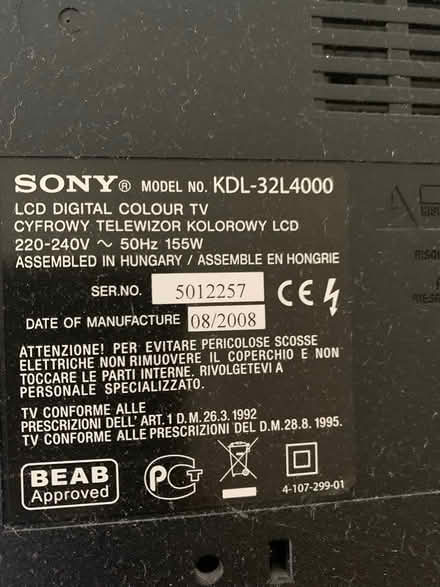 SONY® MODEL NO. KDL-32L4000
LCD DIGITAL COLOUR TV
CYFROWY TELEWIZOR KOLOROWY LCD
220-240V ~ 50Hz 155W
ASSEMBLED IN HUNGARY / ASSEMBLE EN HONGRIE
SER.NO. 5012257
CE
DATE OF MANUFACTURE 08/2008
ATTENZIONE! PER EVITARE PERICOLOSE SCOSSE
ELETTRICHE NON RIMUOVERE IL COPERCHIO E NON
TOCCARE LE PARTI INTERNE. RIVOLGETEVI A
PERSONALE SPECIALIZZATO.
TV CONFORME ALLE
PRESCRIZIONI DELL' ART.1 D.M.26.3.1992
TV CONFORME ALLE PRESCRIZIONI DEL D.M.28.8.1995.
BEAB
Approved
PCT
4-107-299-01